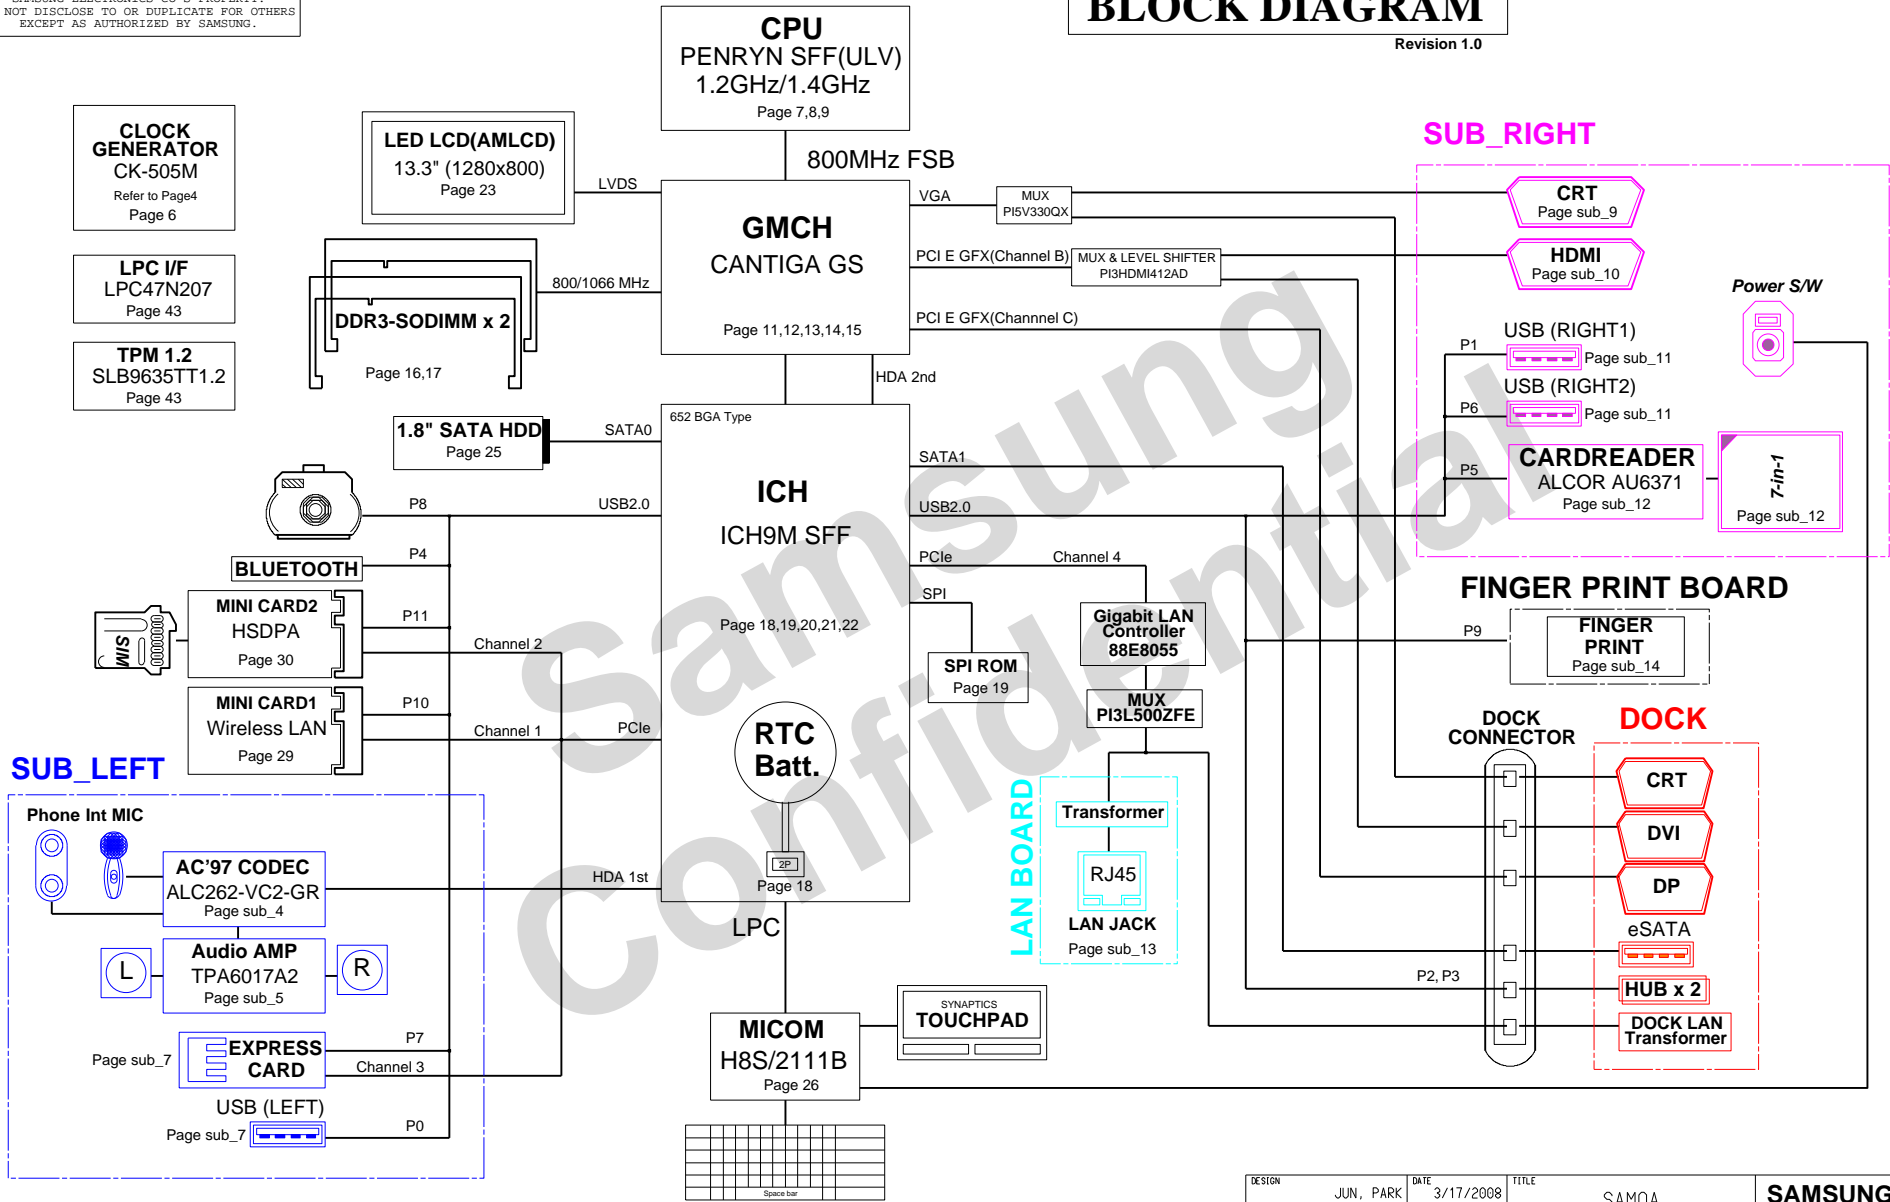 SAMSUNG ELECTRONICS CO'S PROPERTY.
NOT DISCLOSE TO OR DUPLICATE FOR OTHERS
EXCEPT AS AUTHORIZED BY SAMSUNG.
BLOCK DIAGRAM
Revision 1.0
CPU
PENRYN SFF(ULV)
1.2GHz/1.4GHz
Page 7,8,9
800MHz FSB
CLOCK
GENERATOR
CK-505M
Refer to Page4
Page 6
LPC I/F
LPC47N207
Page 43
TPM 1.2
SLB9635TT1.2
Page 43
LED LCD(AMLCD)
13.3" (1280x800)
Page 23
LVDS
DDR3-SODIMM x 2
Page 16,17
800/1066 MHz
GMCH
CANTIGA GS
Page 11,12,13,14,15
VGA
MUX
PI5V330QX
PCI E GFX(Channel B)
MUX & LEVEL SHIFTER
PI3HDMI412AD
PCI E GFX(Channnel C)
HDA 2nd
SUB_RIGHT
CRT
Page sub_9
HDMI
Page sub_10
Power S/W
USB (RIGHT1)
P1
Page sub_11
USB (RIGHT2)
P6
Page sub_11
P5
CARDREADER
ALCOR AU6371
Page sub_12
7-in-1
Page sub_12
1.8" SATA HDD
Page 25
SATA0
652 BGA Type
ICH
ICH9M SFF
Page 18,19,20,21,22
SATA1
USB2.0
PCIe
Channel 4
SPI
SPI ROM
Page 19
P8
USB2.0
P4
BLUETOOTH
SIM
MINI CARD2
HSDPA
Page 30
P11
Channel 2
MINI CARD1
Wireless LAN
Page 29
P10
Channel 1
PCIe
RTC
Batt.
2P
Page 18
Gigabit LAN
Controller
88E8055
MUX
PI3L500ZFE
FINGER PRINT BOARD
P9
FINGER
PRINT
Page sub_14
DOCK
CONNECTOR
DOCK
CRT
DVI
DP
eSATA
P2, P3
HUB x 2
DOCK LAN
Transformer
LAN BOARD
Transformer
RJ45
LAN JACK
Page sub_13
SUB_LEFT
Phone Int MIC
AC'97 CODEC
ALC262-VC2-GR
Page sub_4
HDA 1st
L
Audio AMP
TPA6017A2
Page sub_5
R
Page sub_7
EXPRESS
CARD
P7
Channel 3
USB (LEFT)
Page sub_7
P0
LPC
MICOM
H8S/2111B
Page 26
SYNAPTICS
TOUCHPAD
Space bar
Samsung
Confidential
DESIGN
JUN, PARK
DATE
3/17/2008
TITLE
SAMOA
SAMSUNG